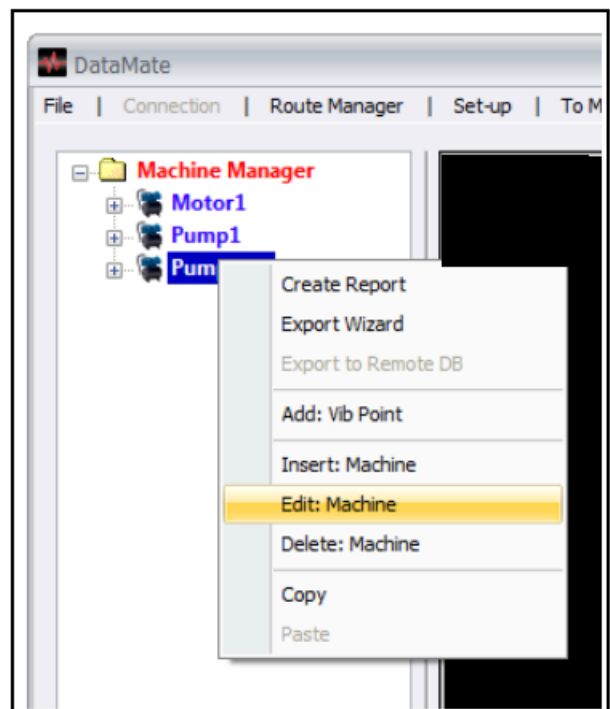 DataMate
File | Connection | Route Manager | Set-up | To M
Machine Manager
Motor1
Pump1
Pum
Create Report
Export Wizard
Export to Remote DB
Add: Vib Point
Insert: Machine
Edit: Machine
Delete: Machine
Copy
Paste